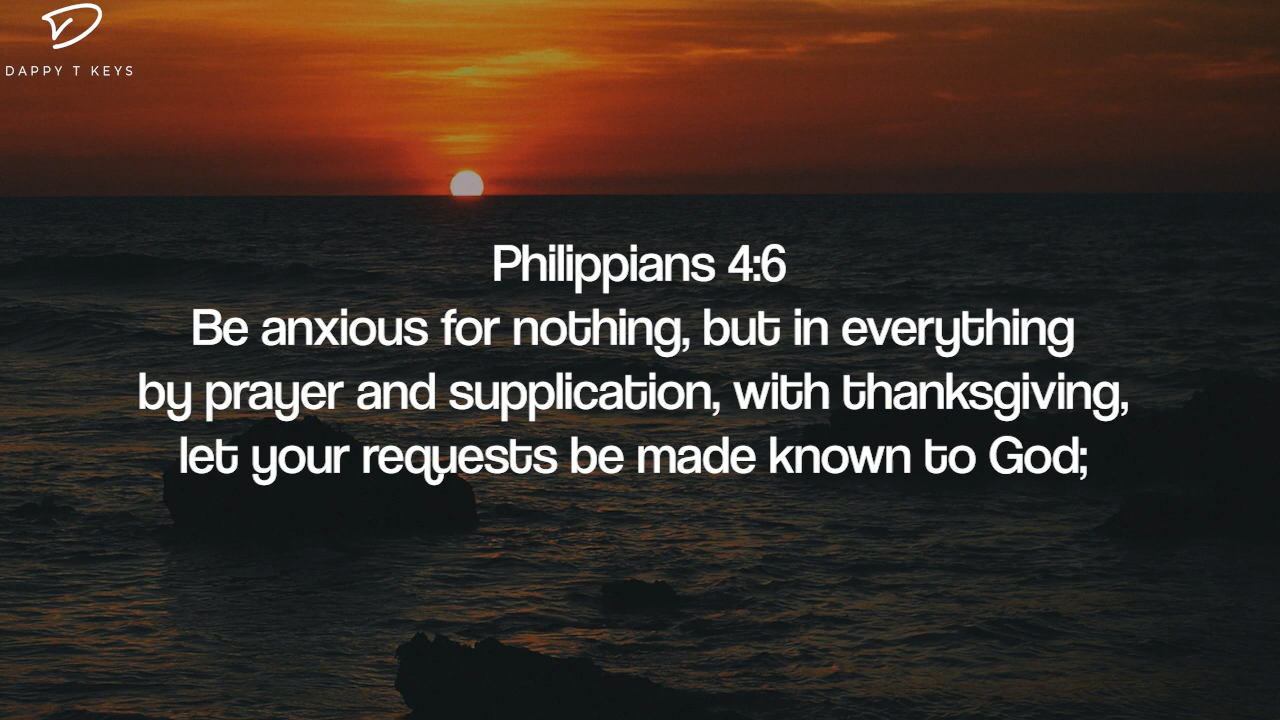 DAPPY T KEYS
Philippians 4:6
Be anxious for nothing, but in everything
by prayer and supplication, with thanksgiving,
let your requests be made known to God;